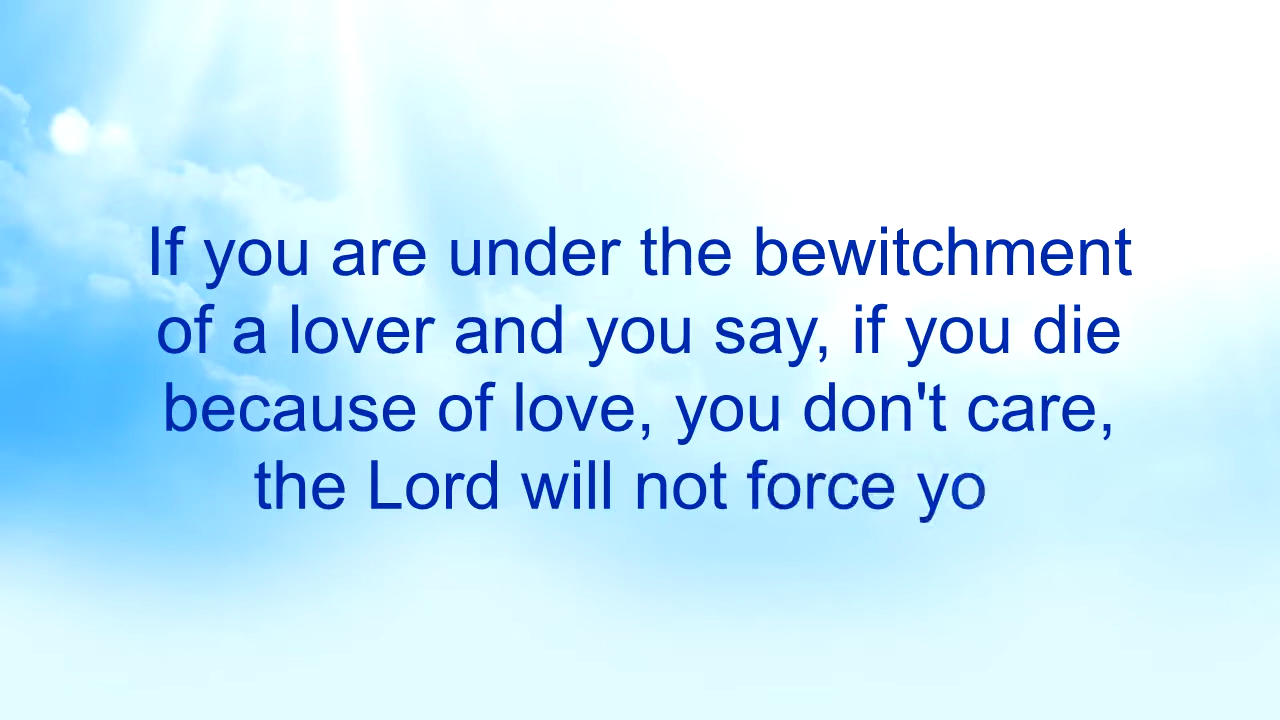 If you are under the bewitchment
of a lover and you say, if you die
because of love, you don't care,
the Lord will not force yo